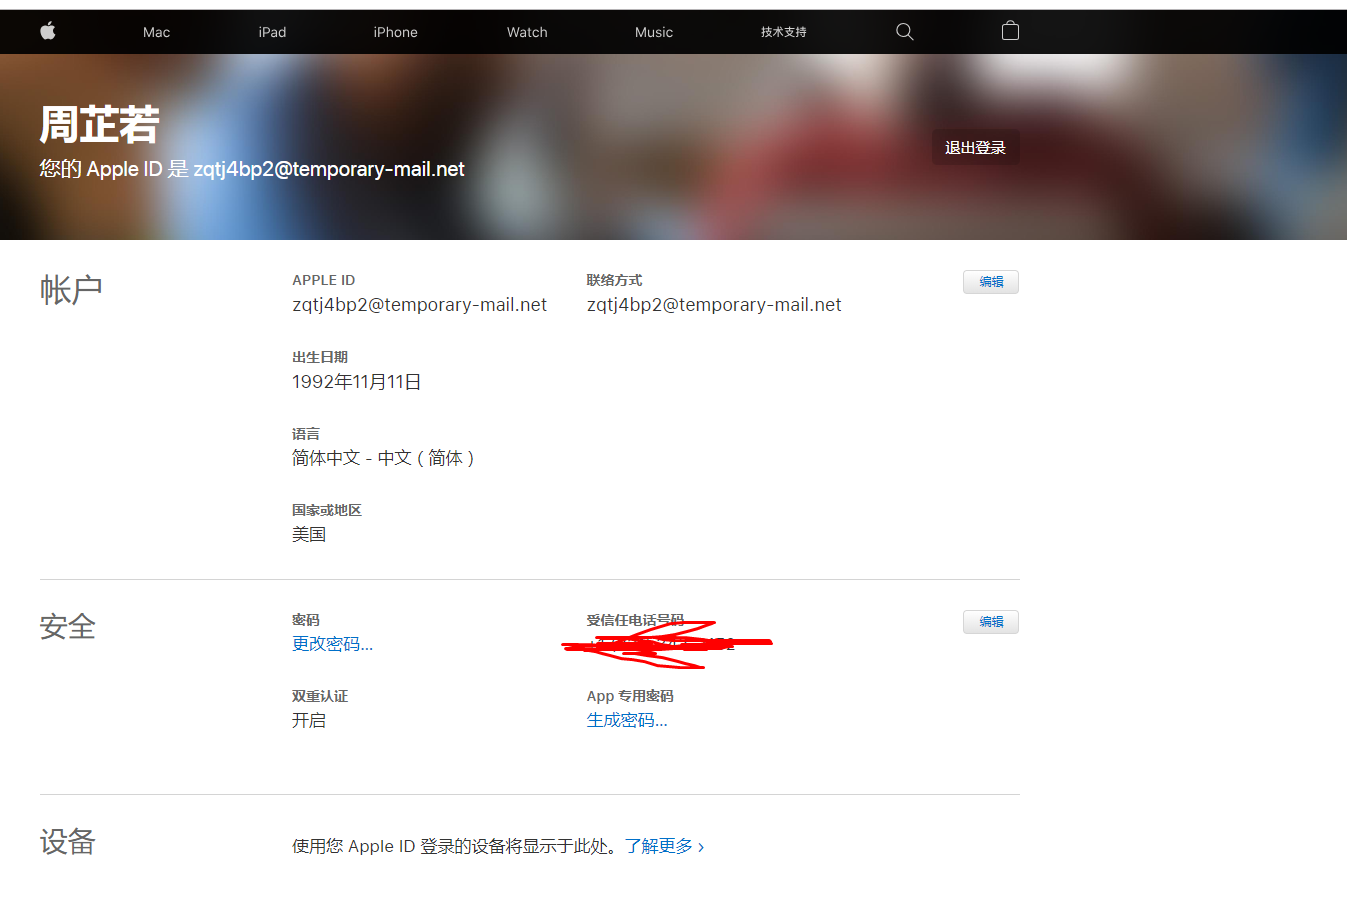 Mac iPad iPhone Watch Music 技术支持
周芷若
您的 Apple ID 是 zqtj4bp2@temporary-mail.net
退出登录
帐户
APPLE ID
zqtj4bp2@temporary-mail.net
联络方式
zqtj4bp2@temporary-mail.net
编辑
出生日期
1992年11月11日
语言
简体中文 - 中文 ( 简体 )
国家或地区
美国
安全
密码
更改密码...
受信任电话号码
编辑
双重认证
开启
App 专用密码
生成密码...
设备
使用您 Apple ID 登录的设备将显示于此处。了解更多 ›